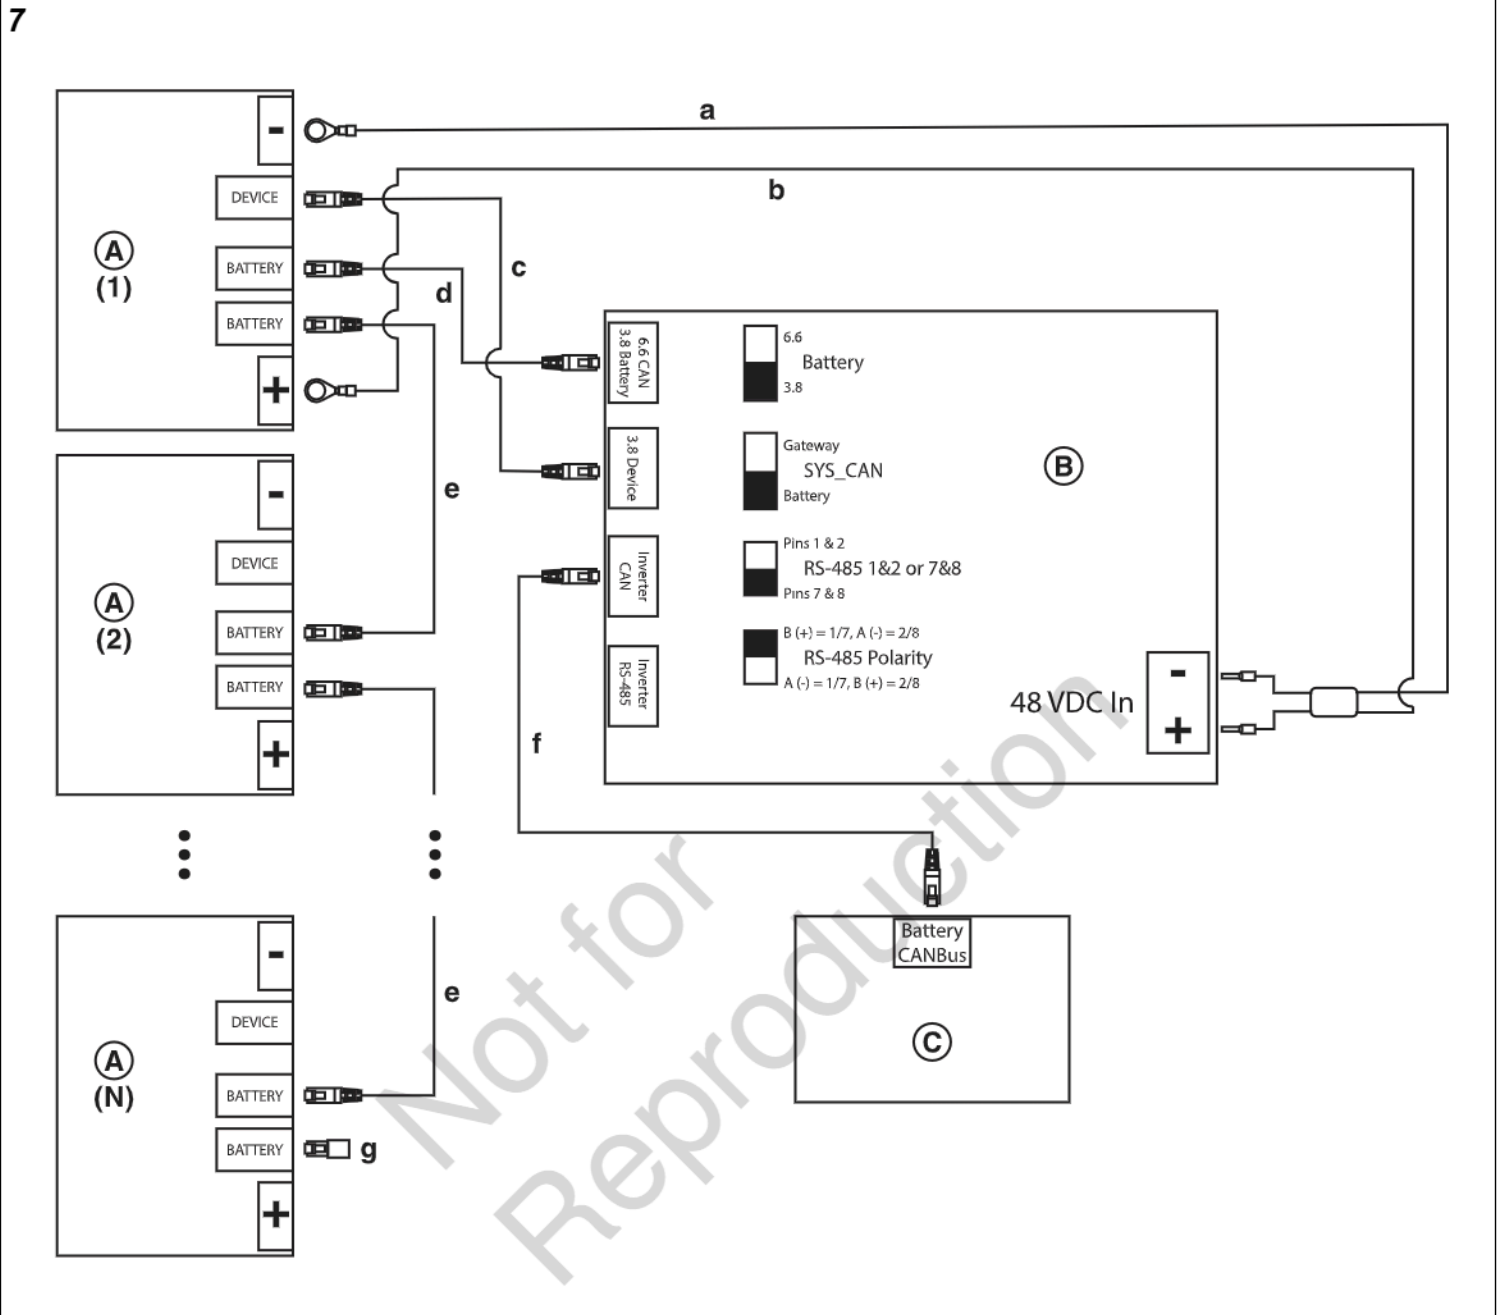 7
a
b
-
DEVICE
A
(1)
BATTERY
BATTERY
+
c
d
e
-
DEVICE
A
(2)
BATTERY
BATTERY
+
6.6 CAN
3.8 Battery
3.8 Device
Inverter
CAN
Inverter
RS-485
6.6
Battery
3.8
Gateway
SYS_CAN
Battery
Pins 1 & 2
RS-485 1&2 or 7&8
Pins 7 & 8
B (+) = 1/7, A (-) = 2/8
RS-485 Polarity
A (-) = 1/7, B (+) = 2/8
B
48 VDC In
-
+
f
-
DEVICE
A
(N)
BATTERY
BATTERY
+
e
g
Battery
CANBus
C
Not for
Reproduction